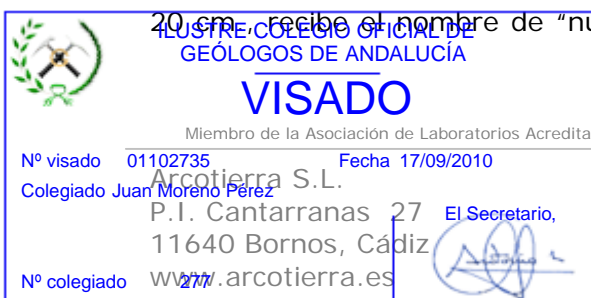 20 cm , recibe el nombre de "nu
ILUSTRE COLEGIO OFICIAL DE
GEÓLOGOS DE ANDALUCÍA
VISADO
Miembro de la Asociación de Laboratorios Acredita
Nº visado 01102735 Fecha 17/09/2010
Arcotierra S.L.
Colegiado Juan Moreno Pérez
P.I. Cantarranas 27
El Secretario,
11640 Bornos, Cádiz
www.arcotierra.es
Nº colegiado 277